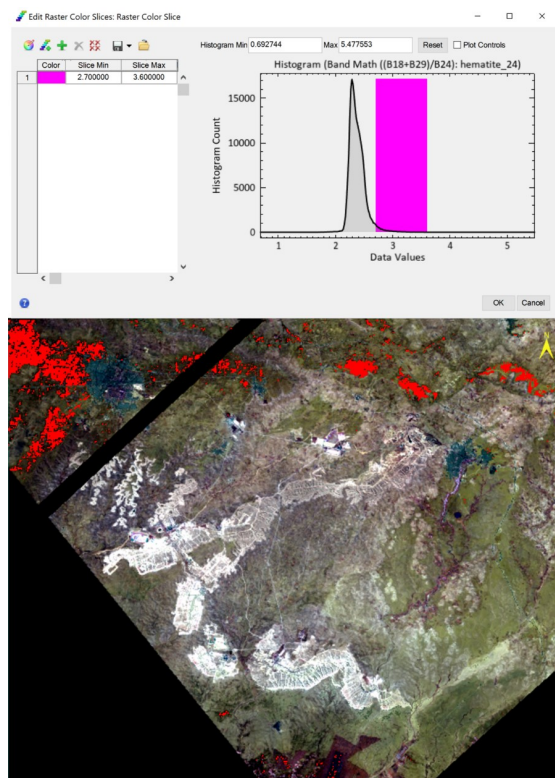 Edit Raster Color Slices: Raster Color Slice
Histogram Min 0.692744 Max 5.477553 Reset Plot Controls
Color Slice Min Slice Max
1 2.700000 3.600000
Histogram (Band Math ((B18+B29)/B24): hematite_24)
Histogram Count
15000
10000
5000
0
1 2 3 4 5
Data Values
OK Cancel